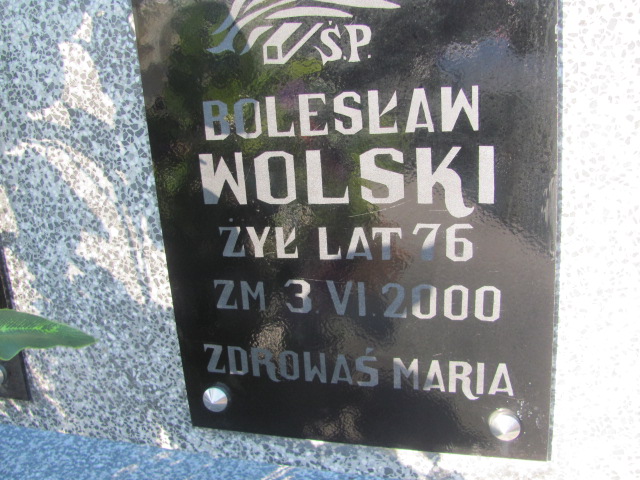 Ś.P.
BOLESŁAW
WOLSKI
ŻYŁ LAT 76
ZM 3.VI.2000
ZDROWAŚ MARIA